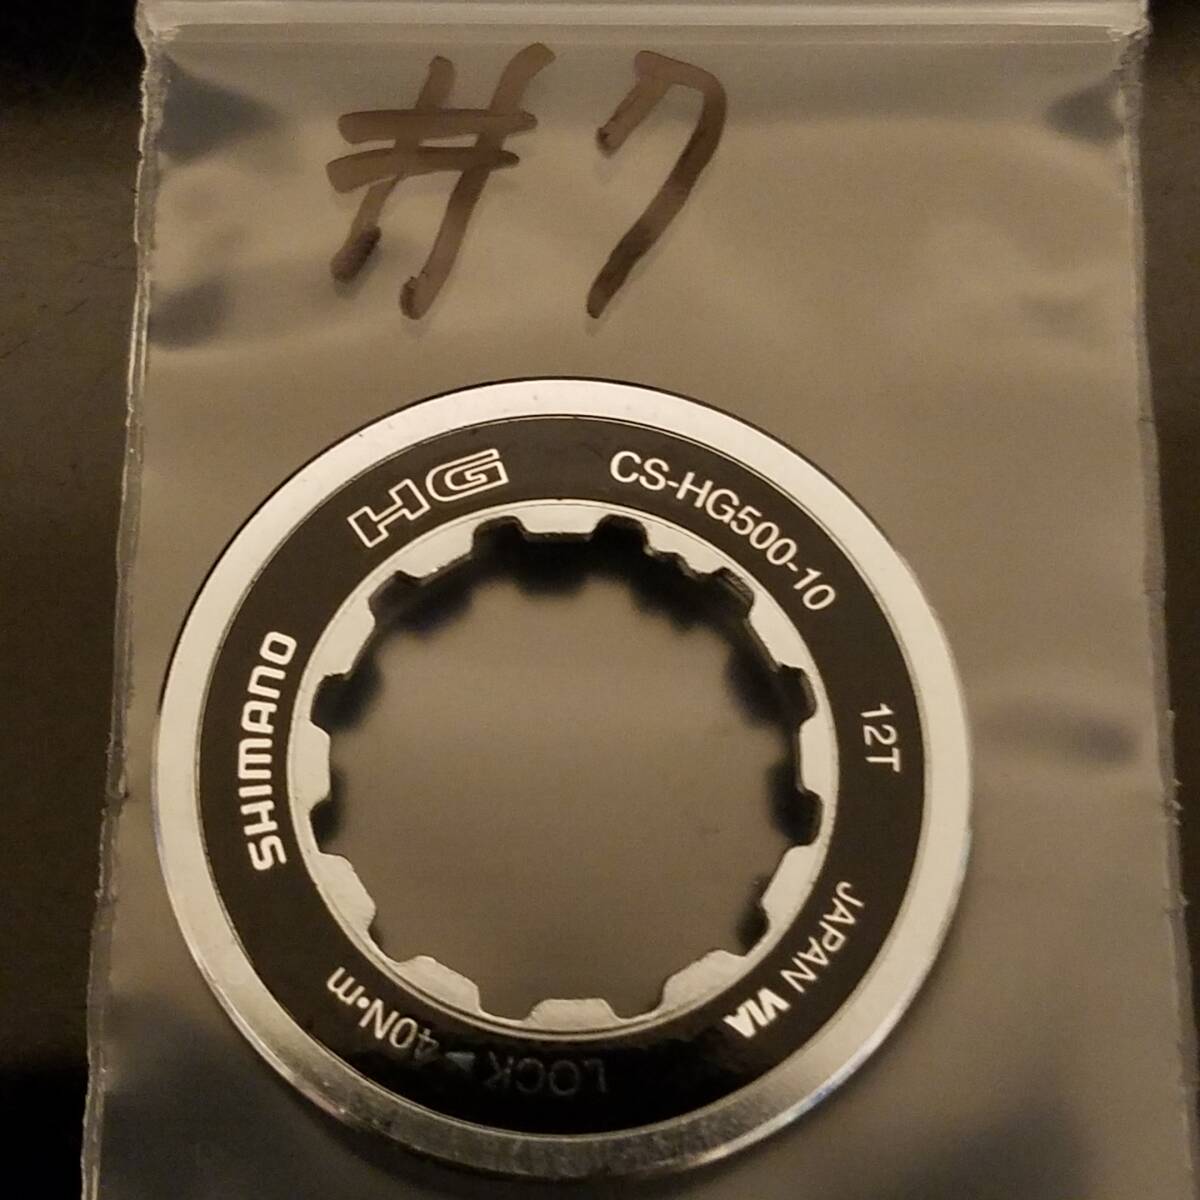 #7
HG
CS-HG500-10
12T
JAPAN VIA
LOCK ▶ 40N•m
SHIMANO